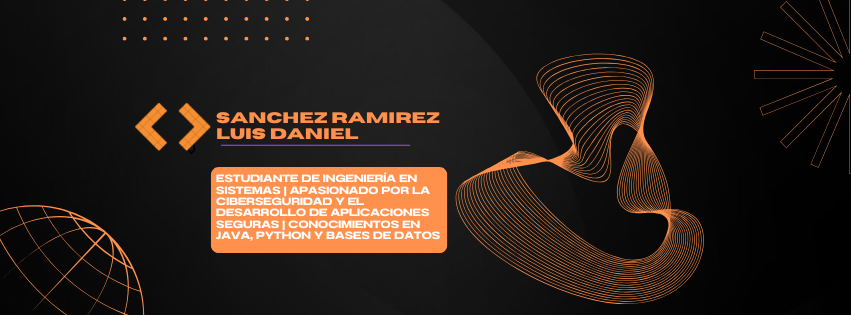 SANCHEZ RAMIREZ
LUIS DANIEL
ESTUDIANTE DE INGENIERÍA EN
SISTEMAS | APASIONADO POR LA
CIBERSEGURIDAD Y EL
DESARROLLO DE APLICACIONES
SEGURAS | CONOCIMIENTOS EN
JAVA, PYTHON Y BASES DE DATOS